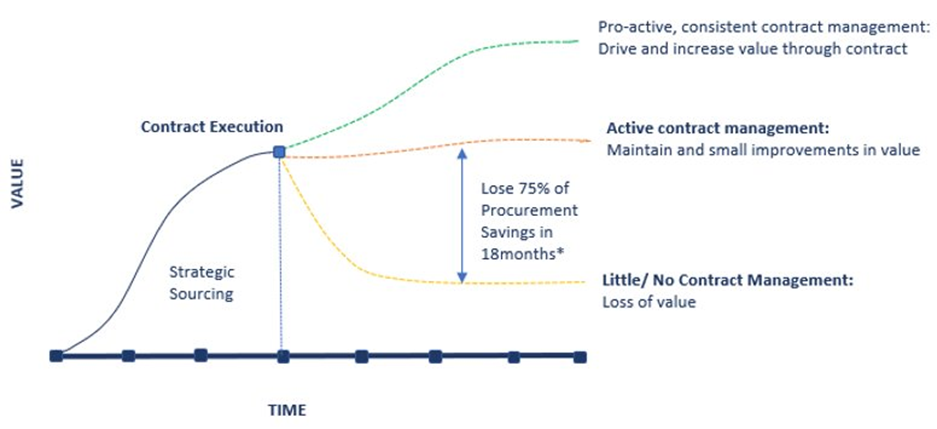 Pro-active, consistent contract management:
Drive and increase value through contract
Contract Execution
Active contract management:
Maintain and small improvements in value
VALUE
Lose 75% of
Procurement
Savings in
18months*
Strategic
Sourcing
Little/ No Contract Management:
Loss of value
TIME